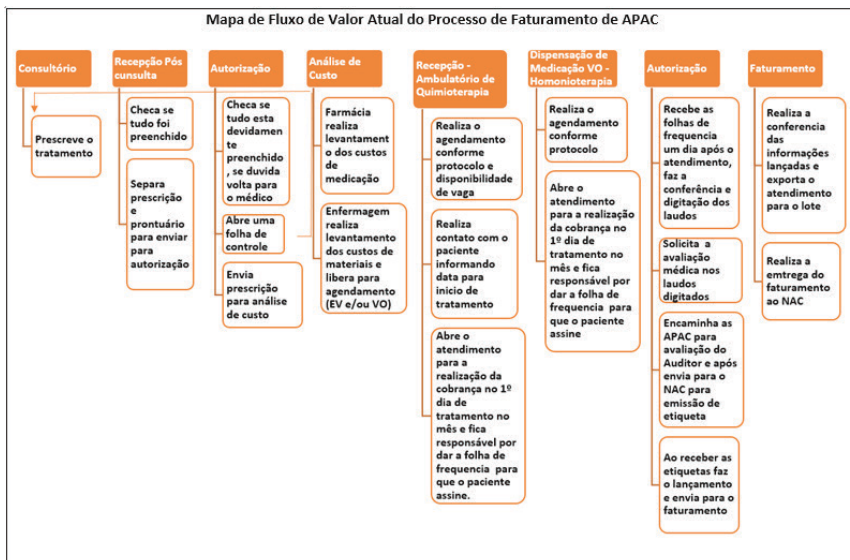 Mapa de Fluxo de Valor Atual do Processo de Faturamento de APAC
Consultório
Prescreve o
tratamento
Recepção Pós
cunsulta
Checa se
tudo foi
preenchido
Separa
prescrição
e
prontuário
para enviar
para
autorização
Autorização
Checa se
tudo esta
devidame
nte
preenchido
, se duvida
volta para
o médico
Abre uma
folha de
controle
Envia
prescrição
para análise
de custo
Análise de
Custo
Farmácia
realiza
levantame
nto dos custos
de
medicação
Enfermagem
realiza
levantamento
dos custos de
materiais e
libera para
agendamento
(EV e/ou VO)
Recepção -
Ambulatório de
Quimioterapia
Realiza o
agendamento
conforme
protocolo e
disponibilidade
de vaga
Realiza
contato com o
paciente
informando
data para
inicio de
tratamento
Abre o
atendimento
para a
realização da
cobrança no 1º
dia de
tratamento no
mês e fica
responsável por
dar a folha de
frequencia para
que o paciente
assine.
Dispensação de
Medicação VO -
Homonioterapia
Realiza o
agendamento
conforme
protocolo
Abre o
atendimento
para a realização
da cobrança no
1º dia de
tratamento no
mês e fica
responsável por
dar a folha de
frequencia para
que o paciente
assine
Autorização
Recebe as
folhas de
frequencia
um dia após o
atendimento,
faz a
conferência e
digitação dos
laudos
Solicita a
avaliação
médica nos
laudos
digitados
Encaminha as
APAC para
avaliação do
Auditor e após
envia para o
NAC para
emissão de
etiqueta
Ao receber as
etiquetas faz
o lançamento
e envia para o
faturamento
Faturamento
Realiza a
conferencia
das
informações
lançadas e
exporta o
atendimento
para o lote
Realiza a
emtrega do
faturamento
ao NAC